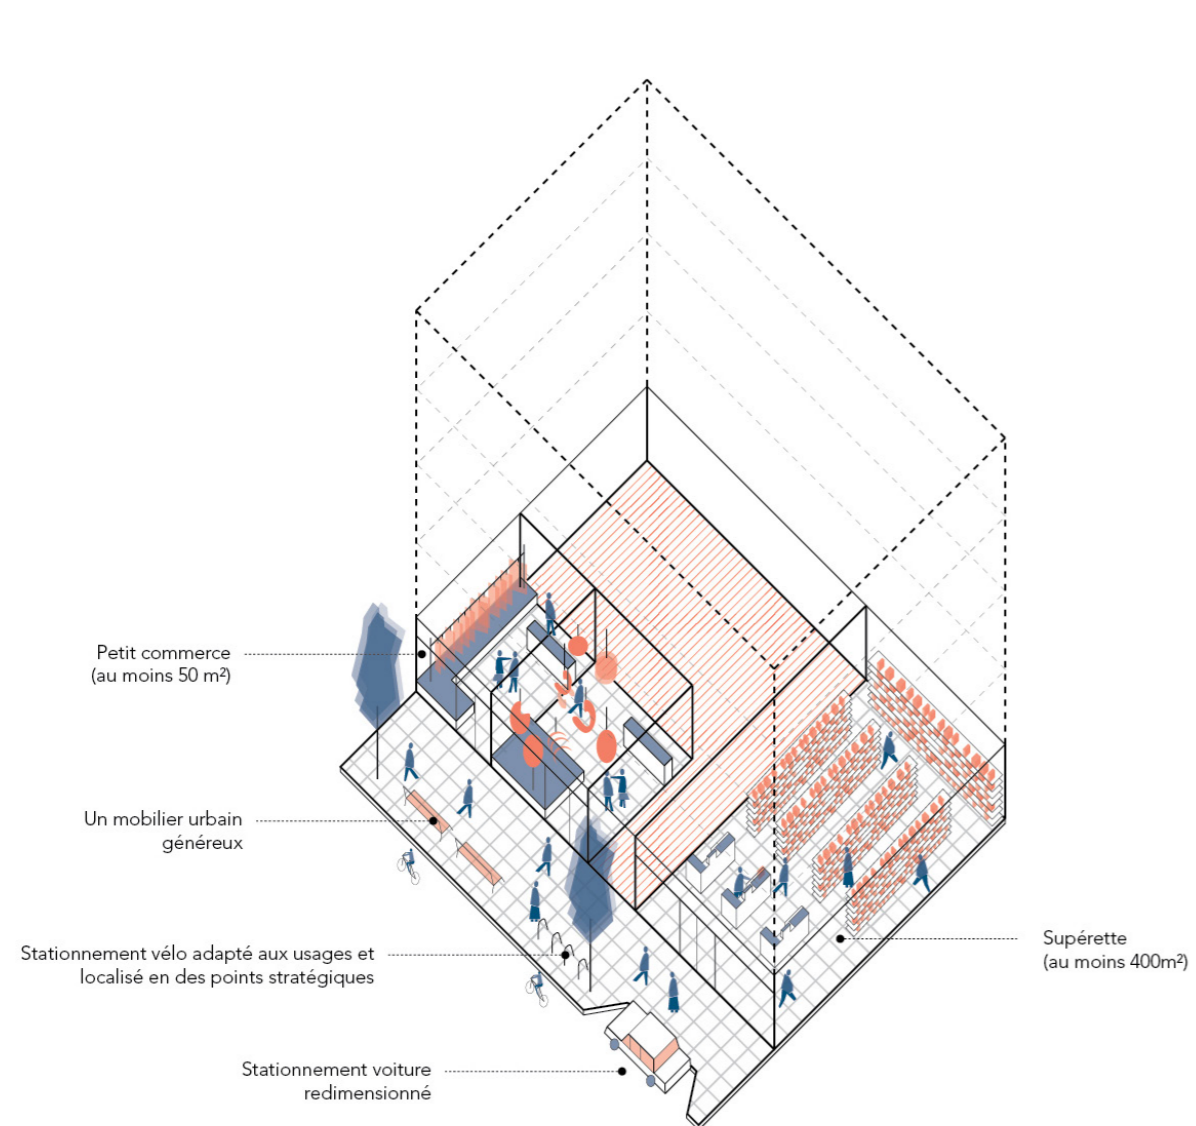 Petit commerce
(au moins 50 m²)
Un mobilier urbain
généreux
Stationnement vélo adapté aux usages et
localisé en des points stratégiques
Supérette
(au moins 400m²)
Stationnement voiture
redimensionné